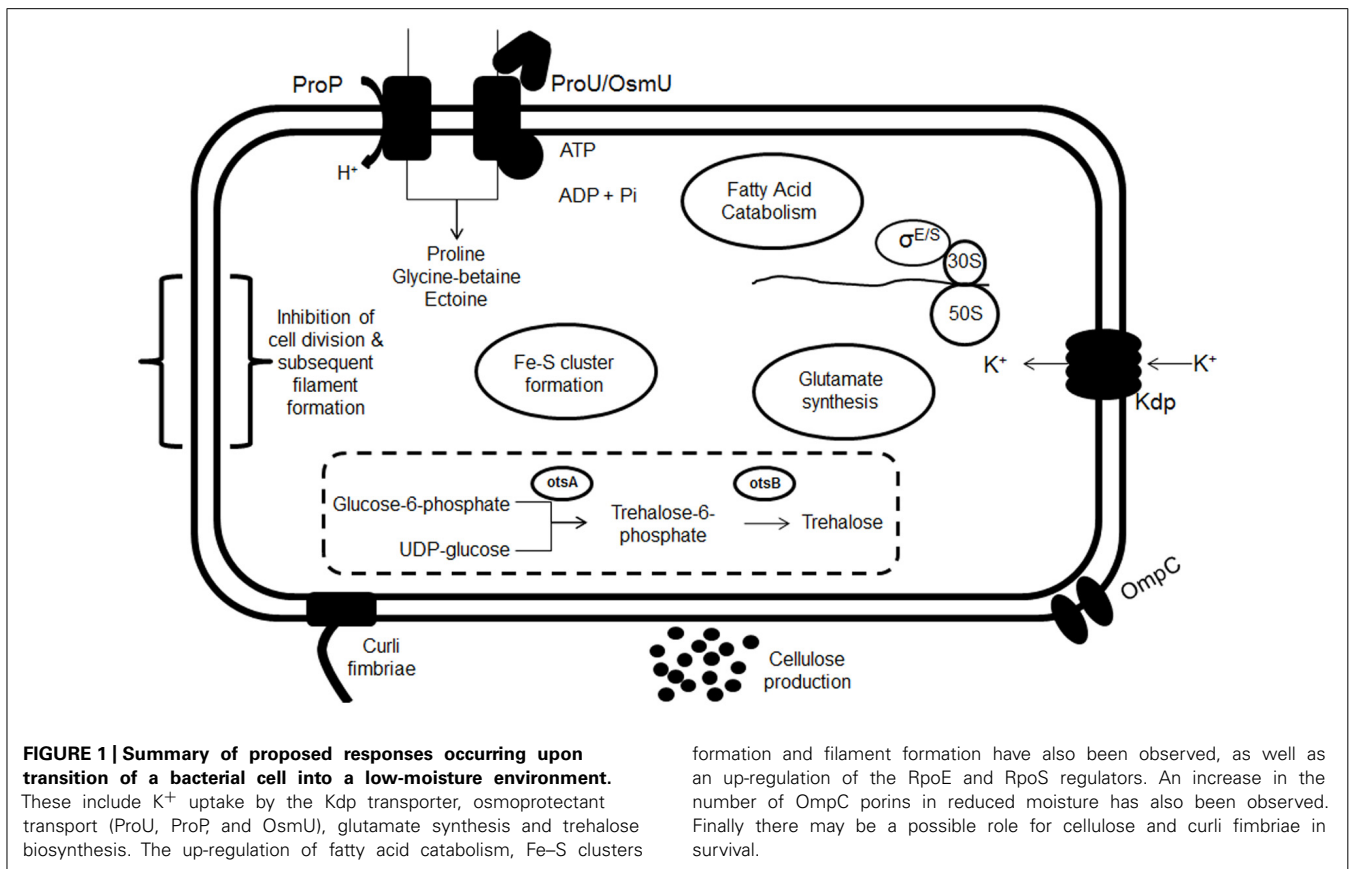 ProP
ProU/OsmU
H⁺
ATP
ADP + Pi
Proline
Glycine-betaine
Ectoine
Fatty Acid
Catabolism
σE/S
30S
50S
Inhibition of
cell division &
subsequent
filament
formation
Fe-S cluster
formation
Glutamate
synthesis
K⁺
K⁺
Kdp
otsA
otsB
Glucose-6-phosphate
UDP-glucose
Trehalose-6-
phosphate
Trehalose
OmpC
Curli
fimbriae
Cellulose
production
FIGURE 1 | Summary of proposed responses occurring upon
transition of a bacterial cell into a low-moisture environment.
These include K⁺ uptake by the Kdp transporter, osmoprotectant
transport (ProU, ProP, and OsmU), glutamate synthesis and trehalose
biosynthesis. The up-regulation of fatty acid catabolism, Fe–S clusters
formation and filament formation have also been observed, as well as
an up-regulation of the RpoE and RpoS regulators. An increase in the
number of OmpC porins in reduced moisture has also been observed.
Finally there may be a possible role for cellulose and curli fimbriae in
survival.